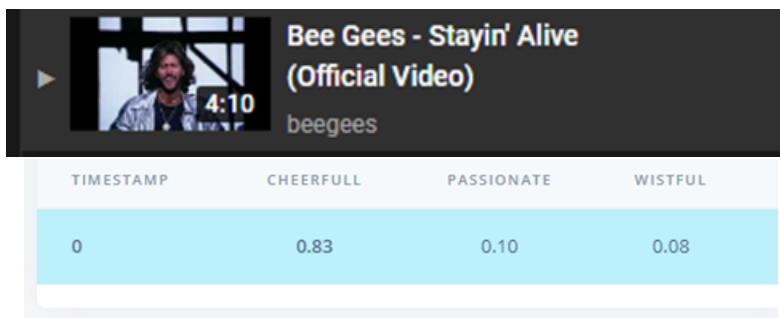 Bee Gees - Stayin' Alive
(Official Video)
4:10
beegees
TIMESTAMP CHEERFULL PASSIONATE WISTFUL
0 0.83 0.10 0.08